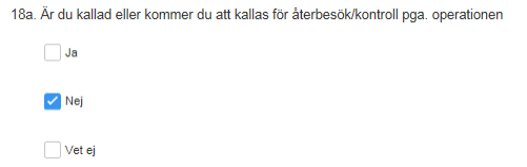 18a. Är du kallad eller kommer du att kallas för återbesök/kontroll pga. operationen
Ja
Nej
Vet ej